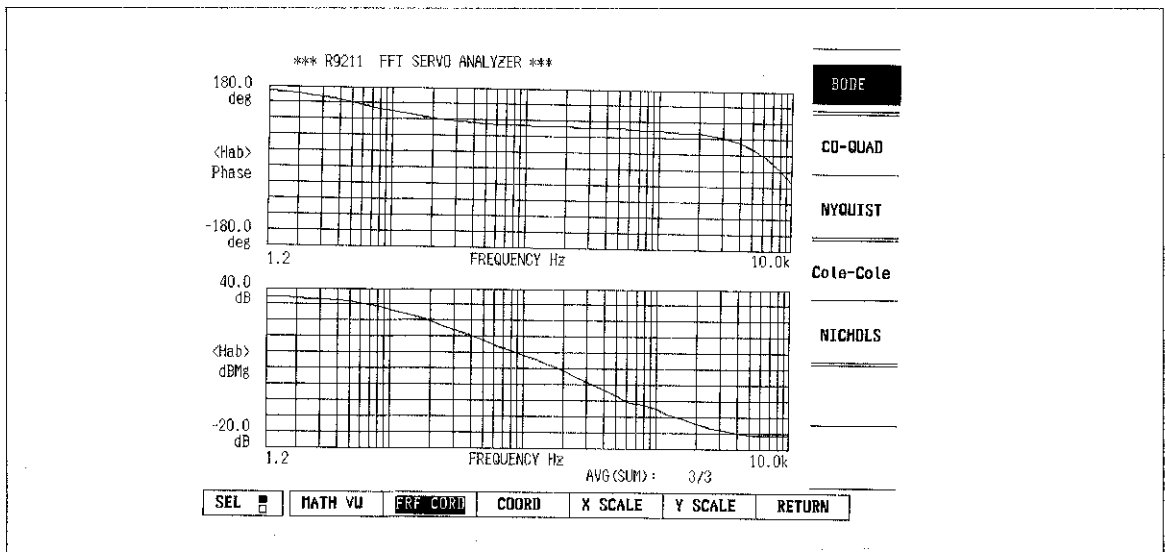 *** R9211 FFT SERVO ANALYZER ***
180.0
deg
<Hab>
Phase
-180.0
deg
1.2
FREQUENCY Hz
10.0k
40.0
dB
<Hab>
dBMg
-20.0
dB
1.2
FREQUENCY Hz
10.0k
AVG(SUM): 3/3
BODE
CO-QUAD
NYQUIST
Cole-Cole
NICHOLS
SEL
MATH VU
FRF CORD
COORD
X SCALE
Y SCALE
RETURN